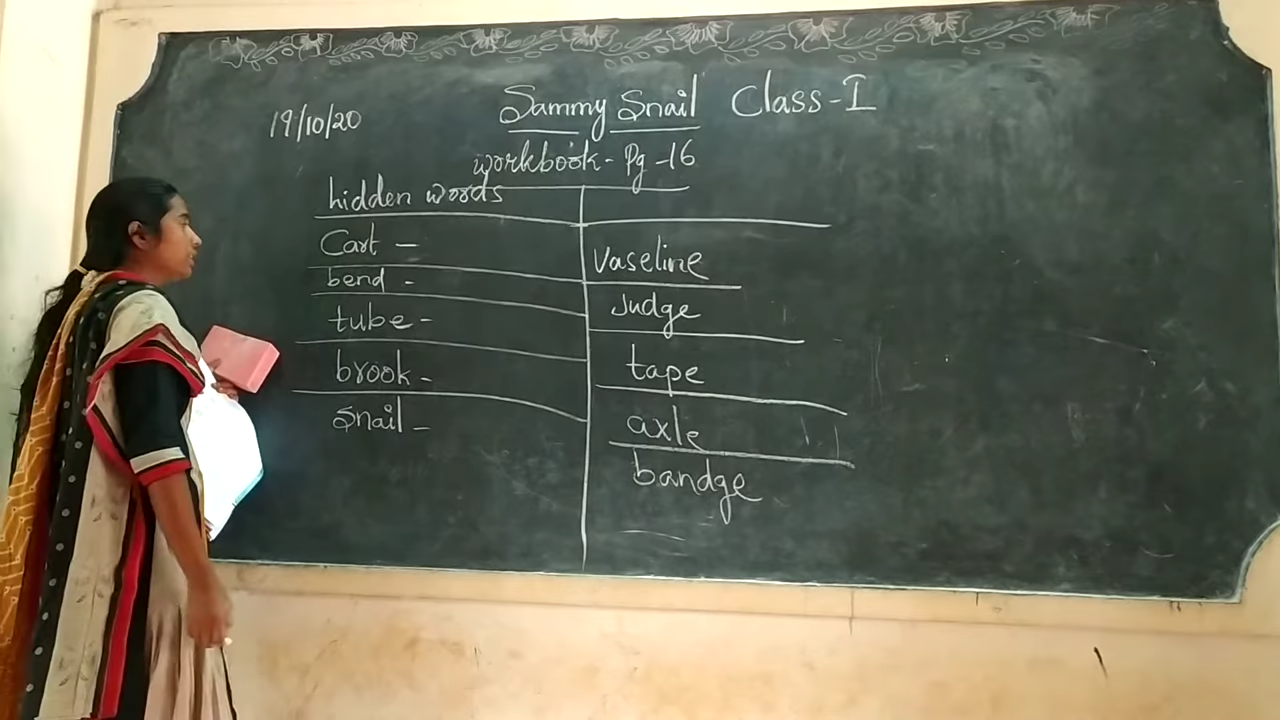 19/10/20
Sammy Snail Class-I
workbook - Pg -16
hidden words
Cart -
bend -
tube -
brook -
Snail -
Vaseline
Judge
tape
axle
bandge